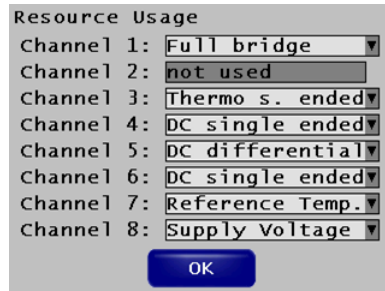 Resource Usage
Channel 1: Full bridge
Channel 2: not used
Channel 3: Thermo s. ended
Channel 4: DC single ended
Channel 5: DC differential
Channel 6: DC single ended
Channel 7: Reference Temp.
Channel 8: Supply Voltage
OK